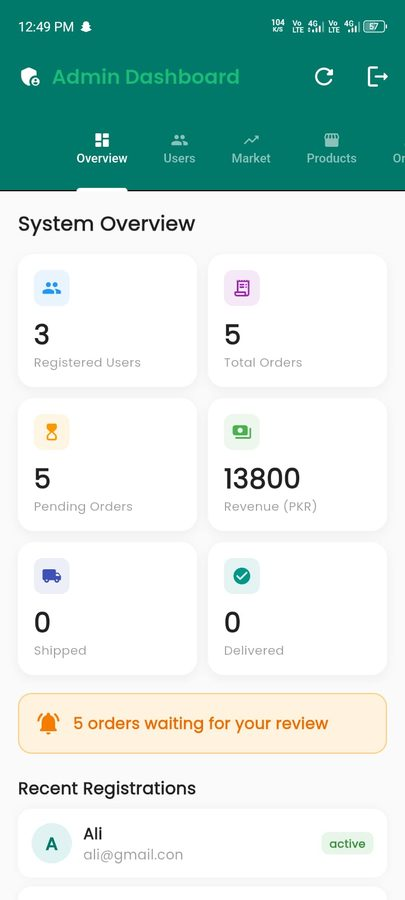 12:49 PM
104 K/S Vo LTE 4G Vo LTE 4G 57
Admin Dashboard
Overview Users Market Products Or
System Overview
3 5
Registered Users Total Orders
5 13800
Pending Orders Revenue (PKR)
0 0
Shipped Delivered
5 orders waiting for your review
Recent Registrations
A Ali active
ali@gmail.con